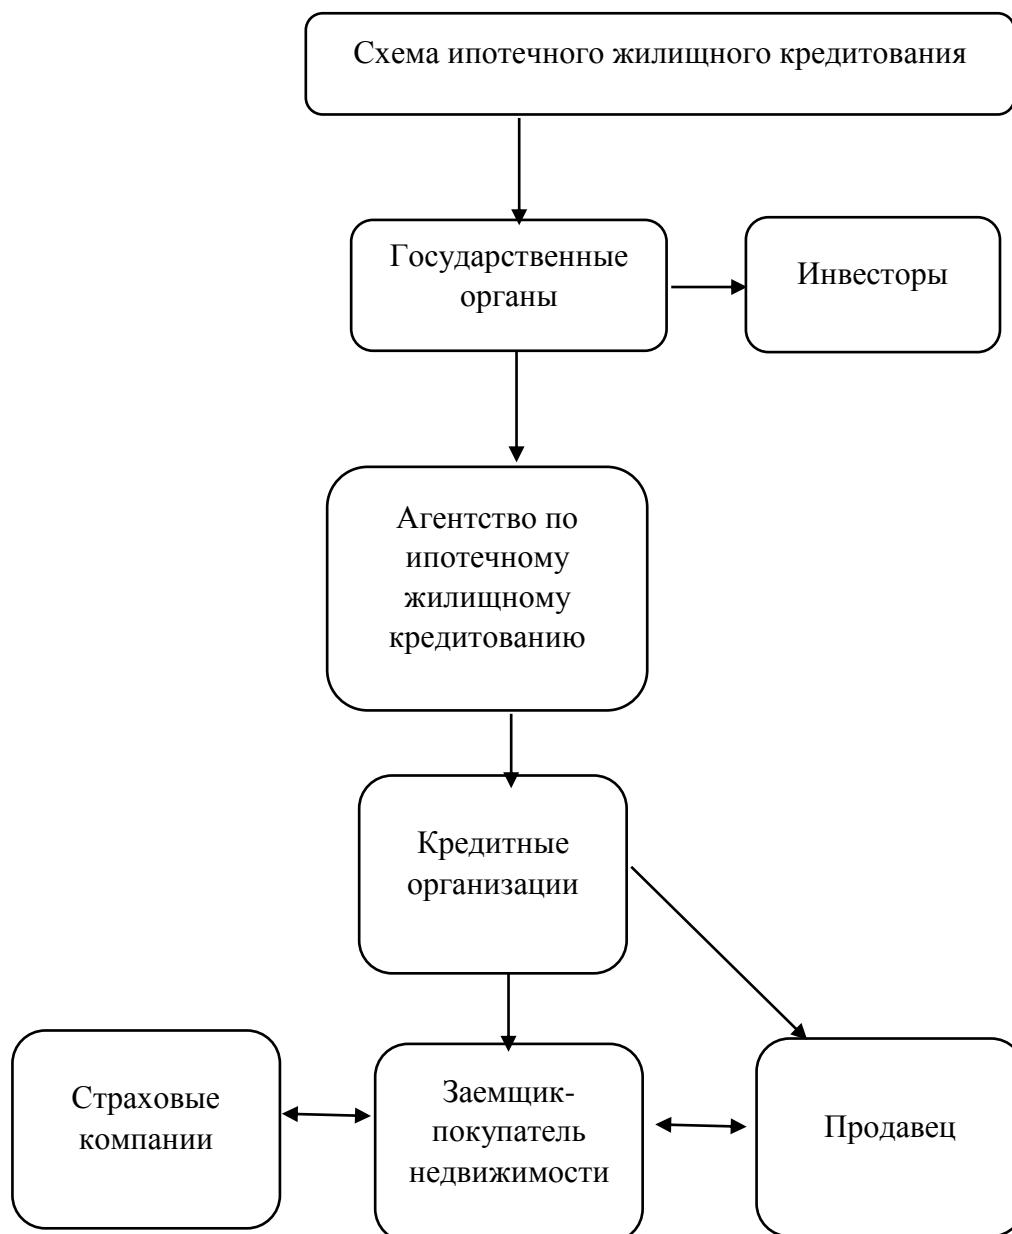 Схема ипотечного жилищного кредитования
Государственные
органы
Инвесторы
Агентство по
ипотечному
жилищному
кредитованию
Кредитные
организации
Страховые
компании
Заемщик-
покупатель
недвижимости
Продавец